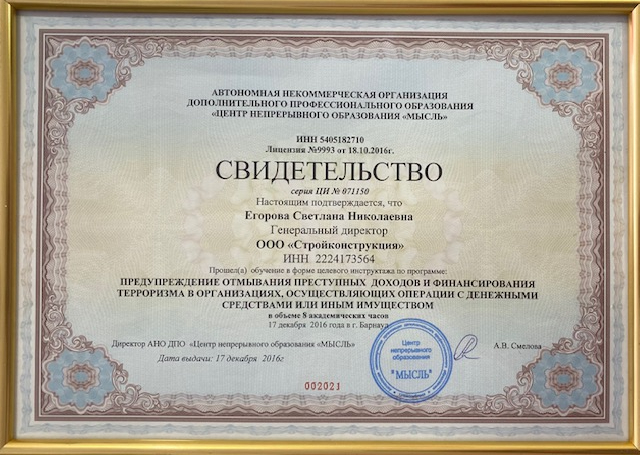 АВТОНОМНАЯ НЕКОММЕРЧЕСКАЯ ОРГАНИЗАЦИЯ
ДОПОЛНИТЕЛЬНОГО ПРОФЕССИОНАЛЬНОГО ОБРАЗОВАНИЯ
«ЦЕНТР НЕПРЕРЫВНОГО ОБРАЗОВАНИЯ «МЫСЛЬ»
ИНН 5405182710
Лицензия №9993 от 18.10.2016г.
СВИДЕТЕЛЬСТВО
серия ЦИ № 071150
Настоящим подтверждается, что
Егорова Светлана Николаевна
Генеральный директор
ООО «Стройконструкция»
ИНН 2224173564
Прошел(а) обучение в форме целевого инструктажа по программе:
ПРЕДУПРЕЖДЕНИЕ ОТМЫВАНИЯ ПРЕСТУПНЫХ ДОХОДОВ И ФИНАНСИРОВАНИЯ
ТЕРРОРИЗМА В ОРГАНИЗАЦИЯХ, ОСУЩЕСТВЛЯЮЩИХ ОПЕРАЦИИ С ДЕНЕЖНЫМИ
СРЕДСТВАМИ ИЛИ ИНЫМ ИМУЩЕСТВОМ
в объеме 8 академических часов
17 декабря 2016 года в г. Барнаул
Директор АНО ДПО «Центр непрерывного образования «МЫСЛЬ»
А.В. Смелова
Дата выдачи: 17 декабря 2016г
Центр
непрерывного
образования
"МЫСЛЬ"
002021